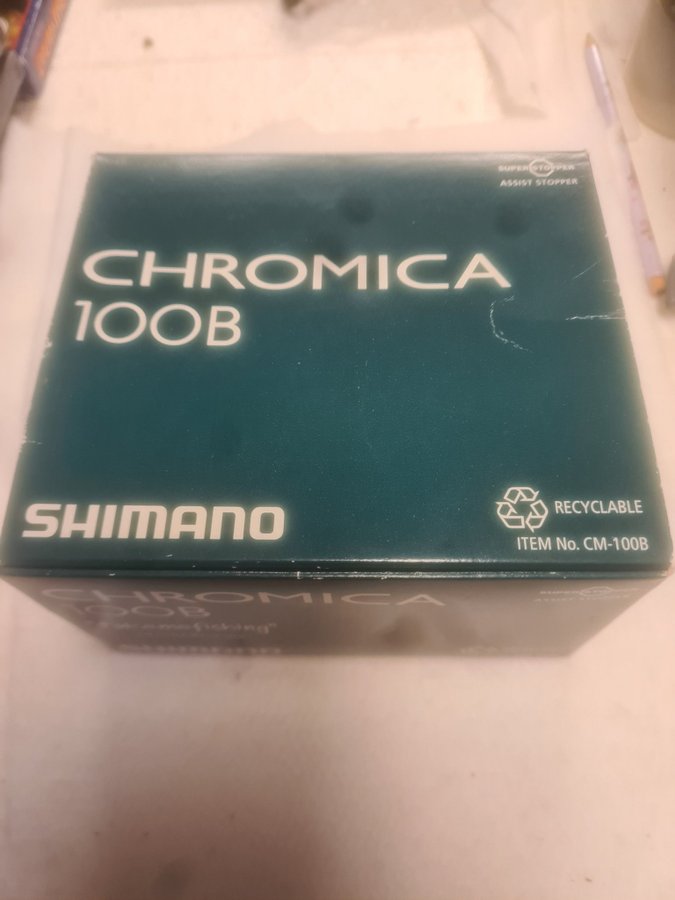 SUPER STOPPER
ASSIST STOPPER
CHROMICA
100B
SHIMANO
RECYCLABLE
ITEM No. CM-100B
CHROMICA
100B
SHIMANO